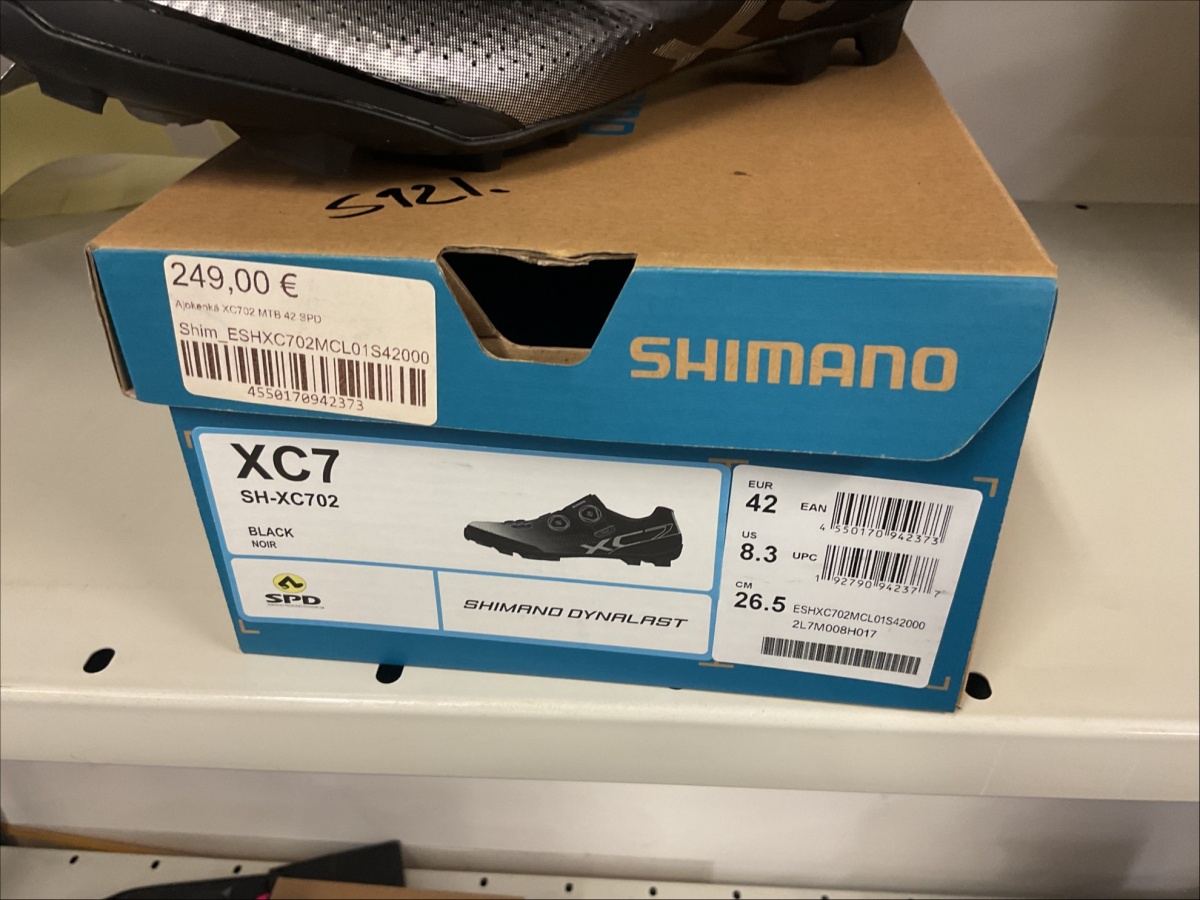 S121.
249,00 €
Ajokenkä XC702 MTB 42 SPD
Shim_ESHXC702MCL01S42000
4550170942373
SHIMANO
XC7
SH-XC702
BLACK
NOIR
SPD
SHIMANO DYNALAST
XC7
EUR
42
EAN
4 550170 942373
US
8.3
UPC
1 92790 94237 7
CM
26.5
ESHXC702MCL01S42000
2L7M008H017